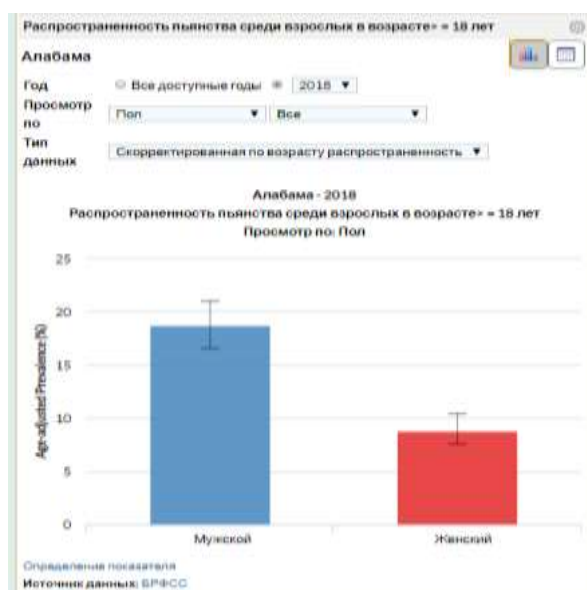 Распространенность пьянства среди взрослых в возрасте> = 18 лет
Алабама
Год Все доступные годы 2018
Просмотр по Пол Все
Тип данных Скорректированная по возрасту распространенность
Алабама - 2018
Распространенность пьянства среди взрослых в возрасте> = 18 лет
Просмотр по: Пол
Age-adjusted Prevalence (%)
25
20
15
10
5
0
Мужской Женский
Определение показателя
Источник данных: БРФСС